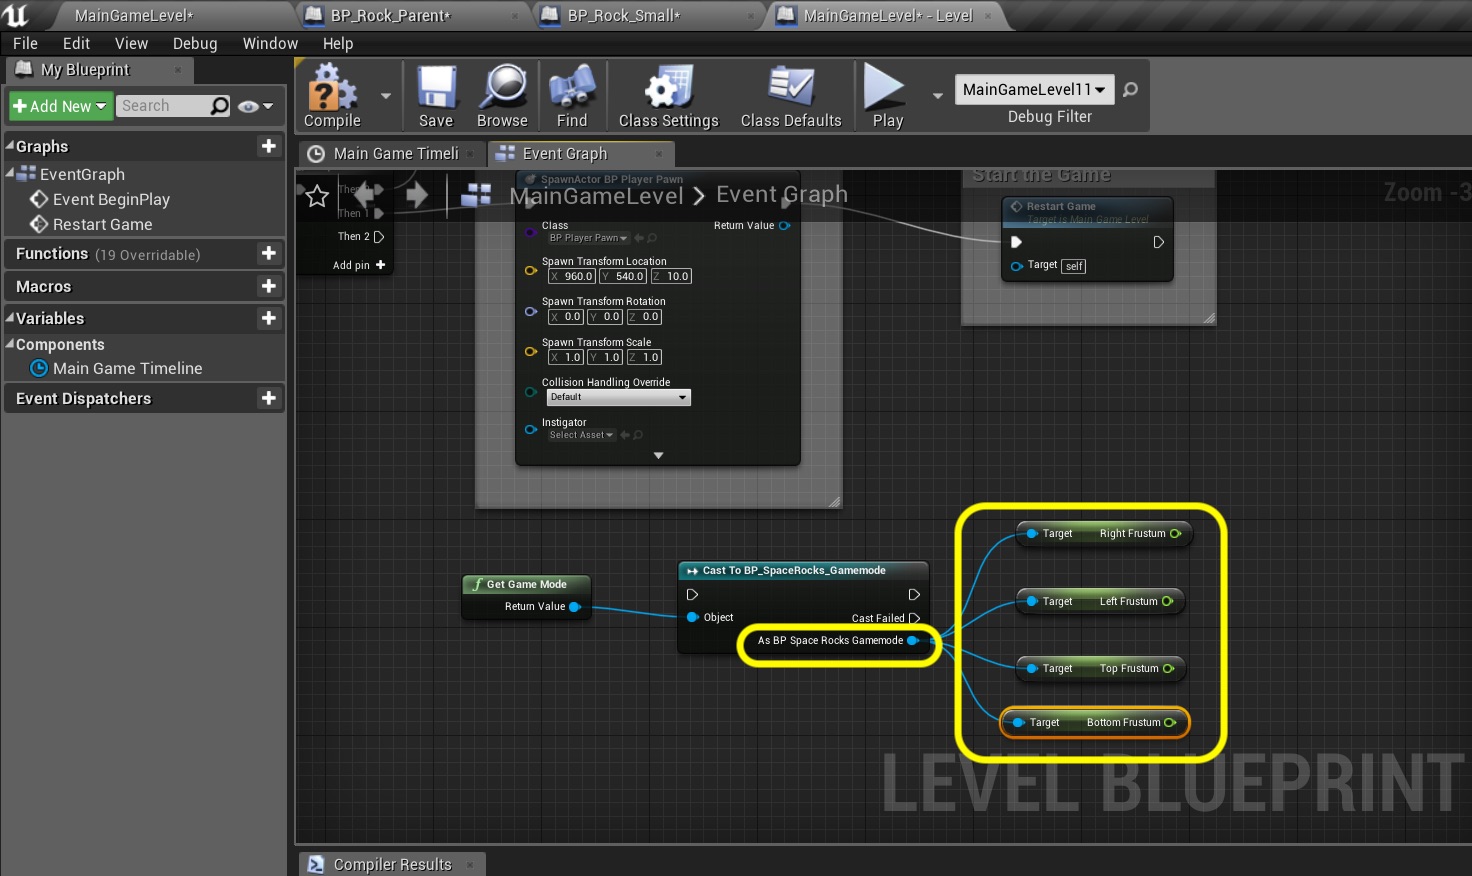 MainGameLevel*
BP_Rock_Parent*
BP_Rock_Small*
MainGameLevel* - Level
File Edit View Debug Window Help
My Blueprint
Add New
Search
Compile
Save
Browse
Find
Class Settings
Class Defaults
Play
MainGameLevel11
Debug Filter
Graphs
EventGraph
Event BeginPlay
Restart Game
Functions (19 Overridable)
Macros
Variables
Components
Main Game Timeline
Event Dispatchers
Main Game Timeli
Event Graph
MainGameLevel > Event Graph
Zoom -3
Then 1
Then 2
Add pin
SpawnActor BP Player Pawn
Class
BP Player Pawn
Return Value
Spawn Transform Location
X 960.0 Y 540.0 Z 10.0
Spawn Transform Rotation
X 0.0 Y 0.0 Z 0.0
Spawn Transform Scale
X 1.0 Y 1.0 Z 1.0
Collision Handling Override
Default
Instigator
Select Asset
Start the Game
Restart Game
Target is Main Game Level
Target self
Get Game Mode
Return Value
Cast To BP_SpaceRocks_Gamemode
Object
Cast Failed
As BP Space Rocks Gamemode
Target Right Frustum
Target Left Frustum
Target Top Frustum
Target Bottom Frustum
LEVEL BLUEPRINT
Compiler Results